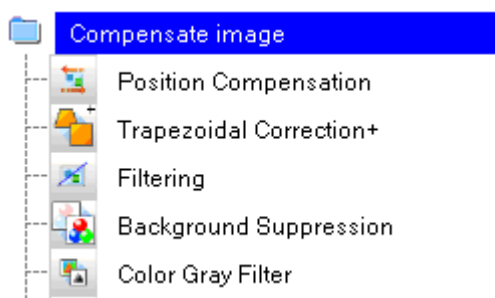 Compensate image
Position Compensation
Trapezoidal Correction+
Filtering
Background Suppression
Color Gray Filter